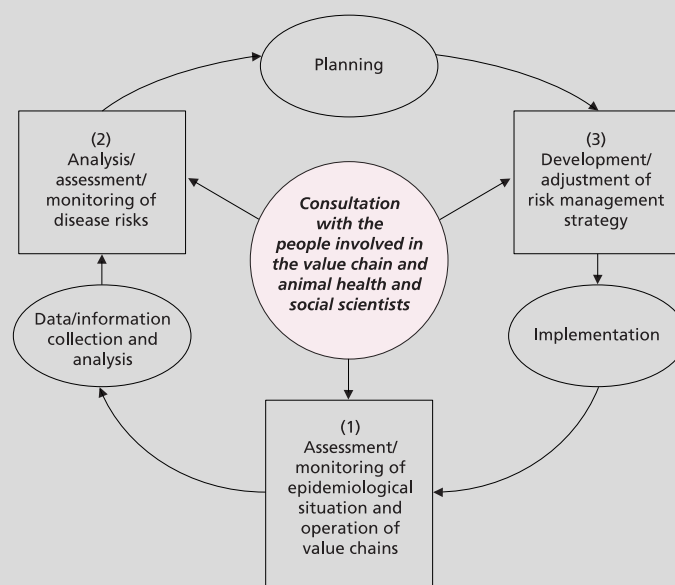 Planning
(2)
Analysis/
assessment/
monitoring of
disease risks
(3)
Development/
adjustment of
risk management
strategy
Consultation
with the
people involved in
the value chain and
animal health and
social scientists
Data/information
collection and
analysis
Implementation
(1)
Assessment/
monitoring of
epidemiological
situation and
operation of
value chains